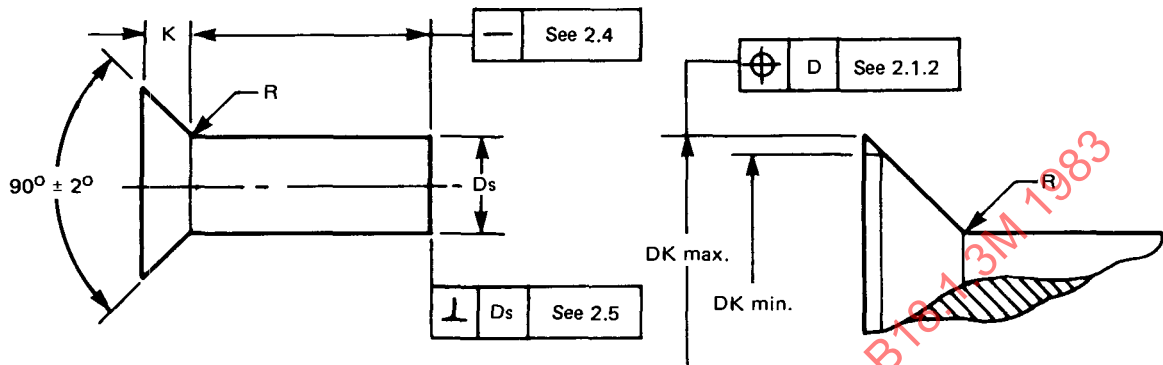 K
— See 2.4
R
90° ± 2°
Ds
⊥ Ds See 2.5
⌖ D See 2.1.2
R
DK max.
DK min.
B18.1.3M 1983